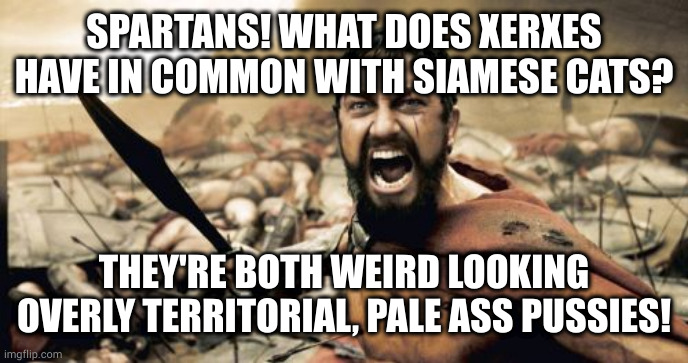 SPARTANS! WHAT DOES XERXES
HAVE IN COMMON WITH SIAMESE CATS?
THEY'RE BOTH WEIRD LOOKING
OVERLY TERRITORIAL, PALE ASS PUSSIES!
imgflip.com